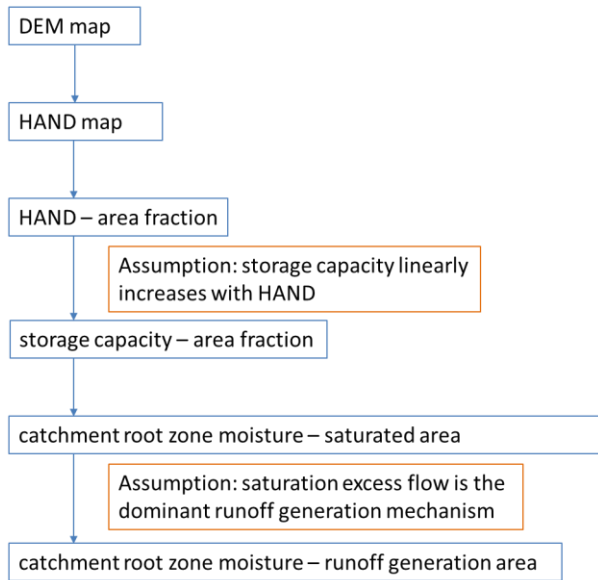 DEM map
HAND map
HAND – area fraction
Assumption: storage capacity linearly
increases with HAND
storage capacity – area fraction
catchment root zone moisture – saturated area
Assumption: saturation excess flow is the
dominant runoff generation mechanism
catchment root zone moisture – runoff generation area